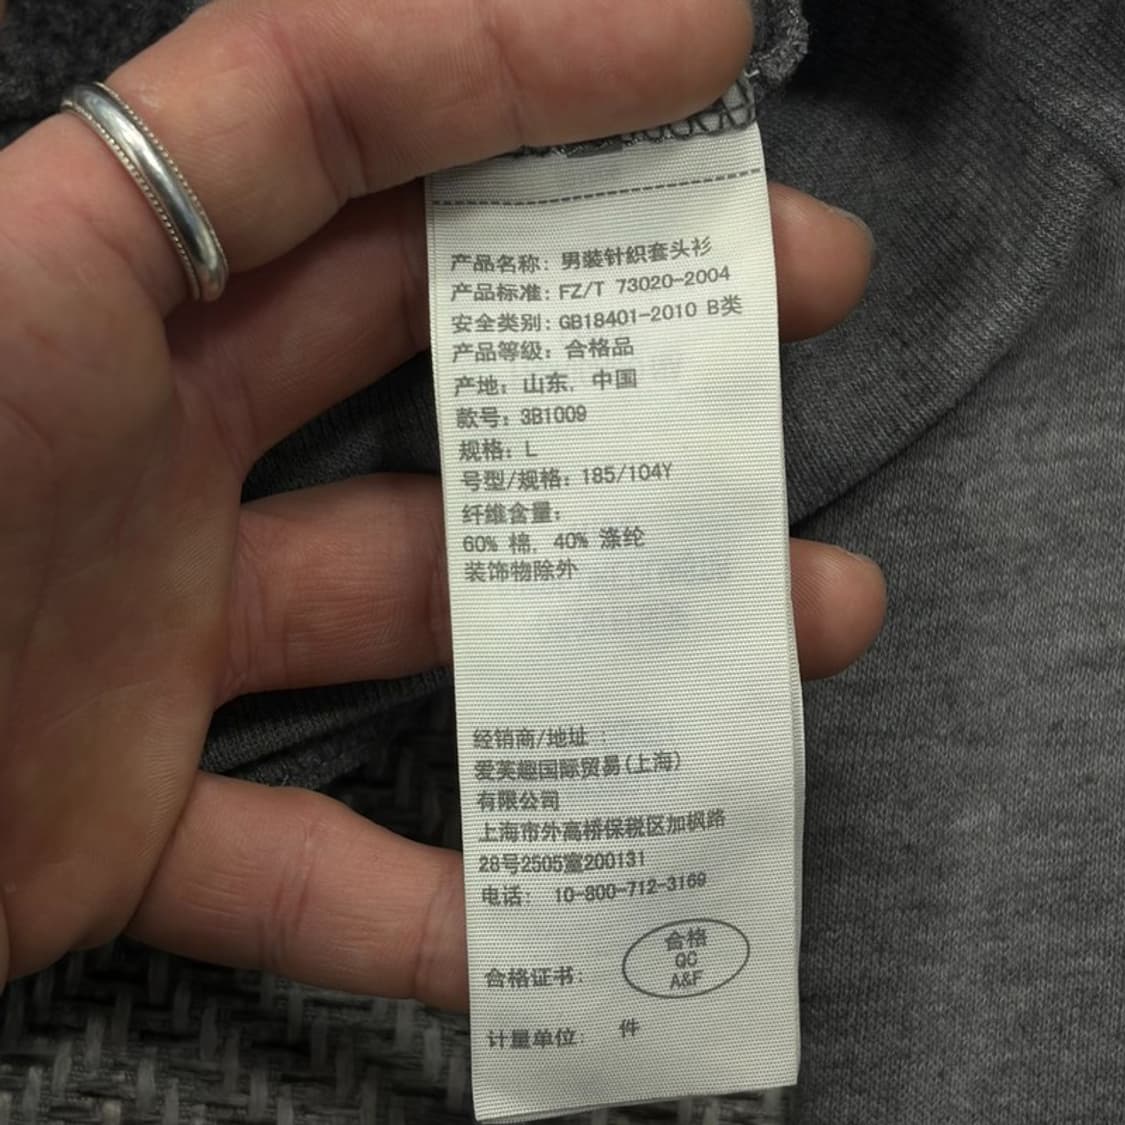 产品名称: 男装针织套头衫
产品标准: FZ/T 73020-2004
安全类别: GB18401-2010 B类
产品等级: 合格品
产地: 山东, 中国
款号: 3B1009
规格: L
号型/规格: 185/104Y
纤维含量:
60% 棉, 40% 涤纶
装饰物除外
经销商/地址 :
爱芙趣国际贸易(上海)
有限公司
上海市外高桥保税区加枫路
28号2505室200131
电话: 10-800-712-3169
合格
QC
A&F
合格证书:
计量单位: 件